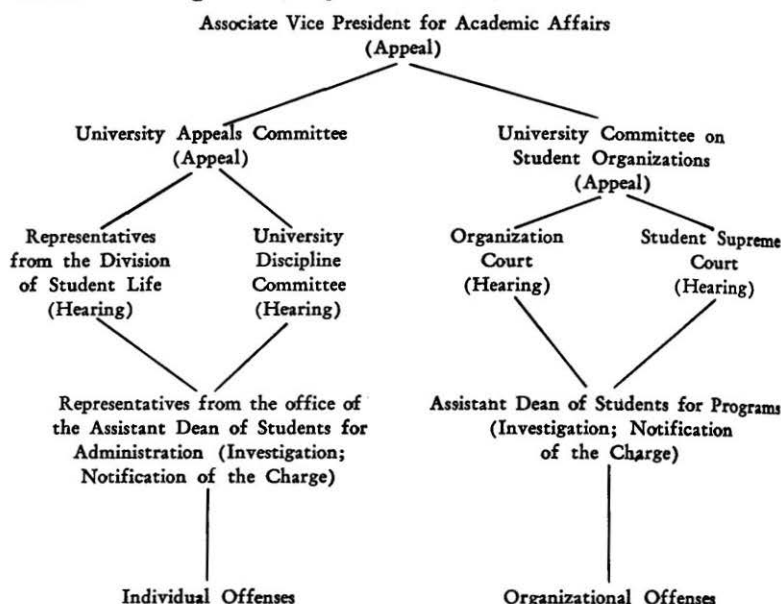 Associate Vice President for Academic Affairs
(Appeal)
University Appeals Committee
(Appeal)
University Committee on
Student Organizations
(Appeal)
Representatives
from the Division
of Student Life
(Hearing)
University
Discipline
Committee
(Hearing)
Organization
Court
(Hearing)
Student Supreme
Court
(Hearing)
Representatives from the office of
the Assistant Dean of Students for
Administration (Investigation;
Notification of the Charge)
Assistant Dean of Students for Programs
(Investigation; Notification
of the Charge)
Individual Offenses
Organizational Offenses